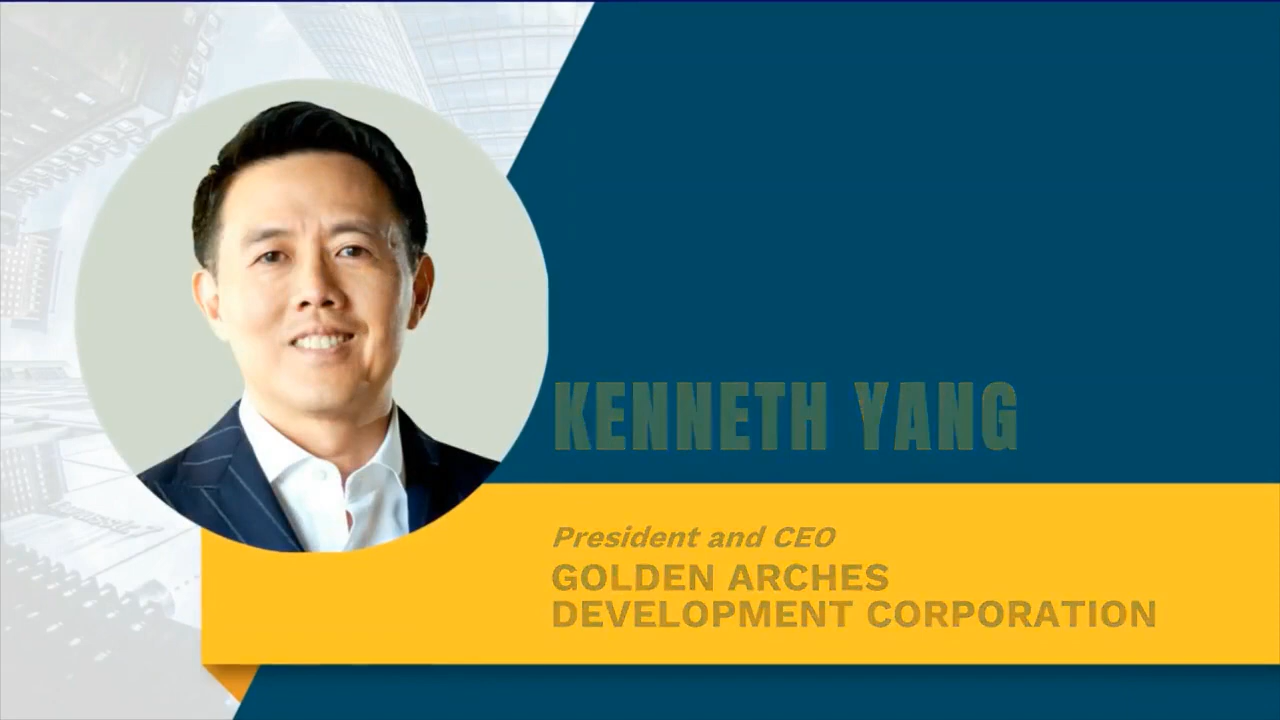 KENNETH YANG
President and CEO
GOLDEN ARCHES
DEVELOPMENT CORPORATION